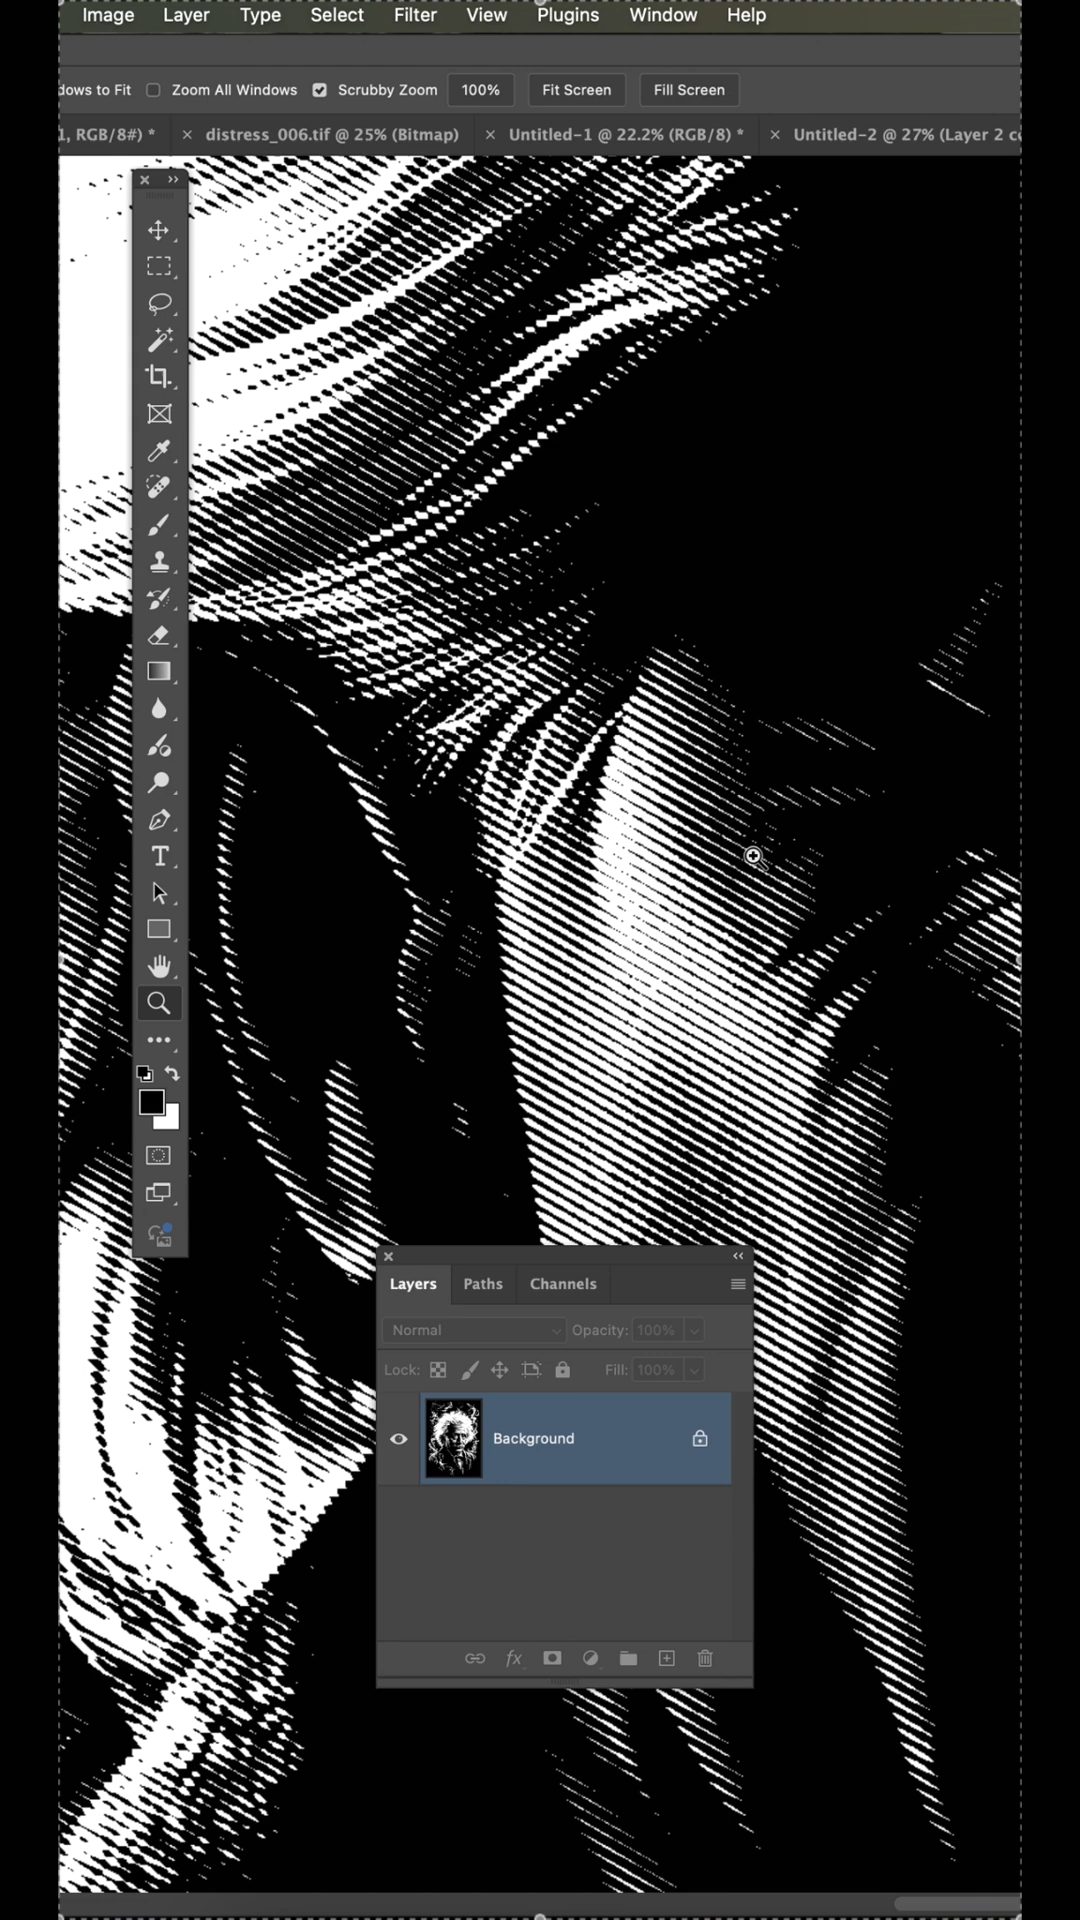 Image Layer Type Select Filter View Plugins Window Help
dows to Fit Zoom All Windows Scrubby Zoom 100% Fit Screen Fill Screen
1, RGB/8#) * distress_006.tif @ 25% (Bitmap) Untitled-1 @ 22.2% (RGB/8) * Untitled-2 @ 27% (Layer 2 co
Layers Paths Channels
Normal Opacity: 100%
Lock: Fill: 100%
Background
fx